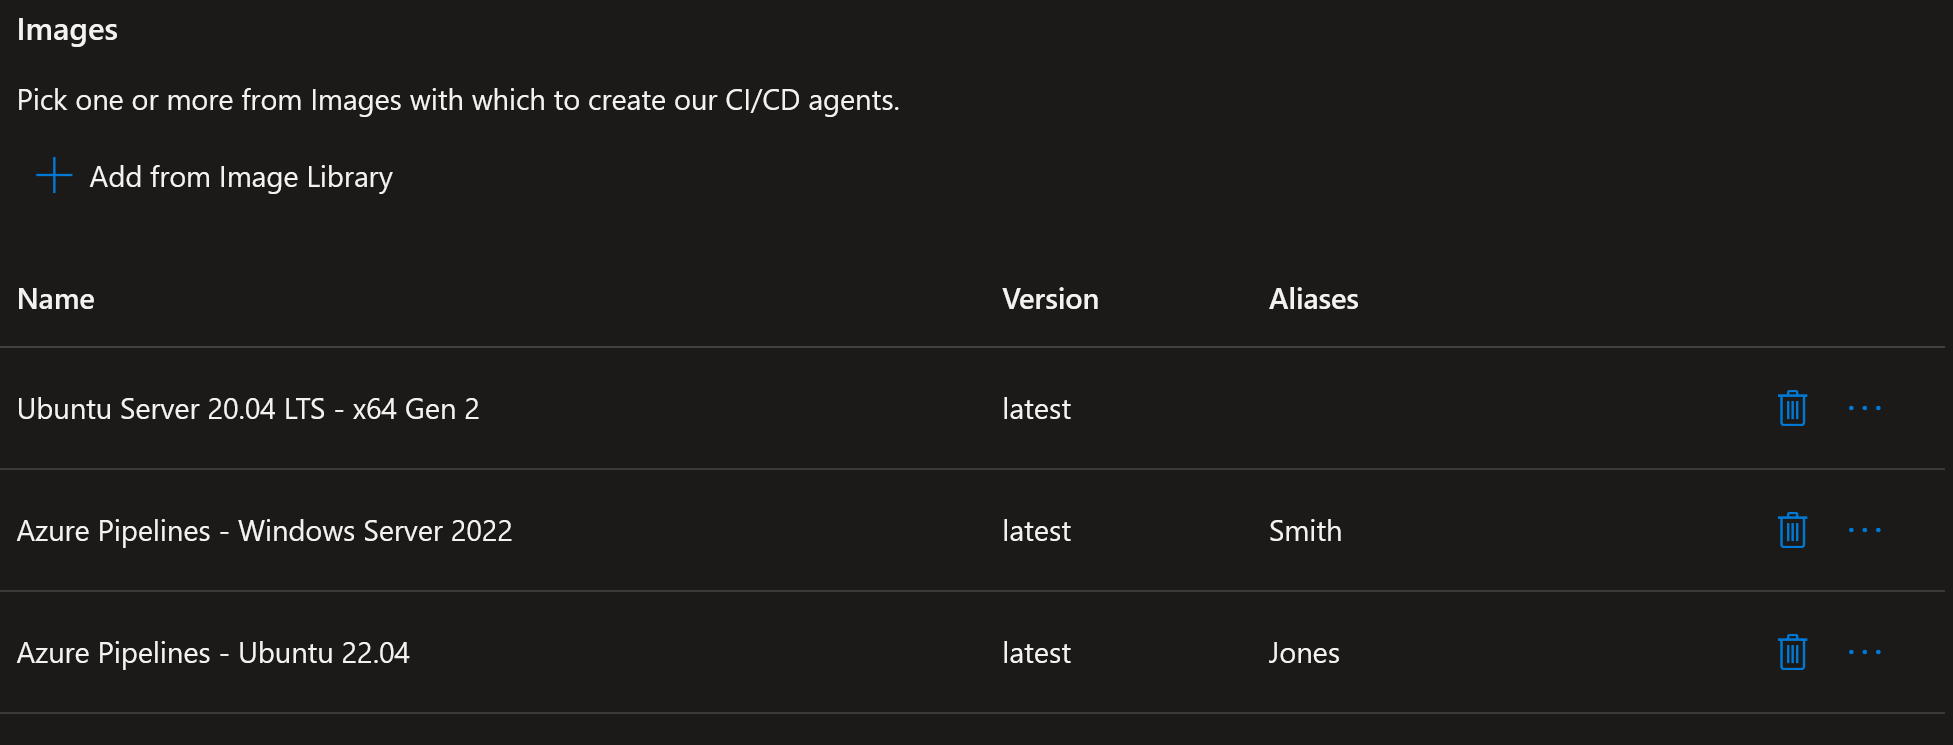 Images
Pick one or more from Images with which to create our CI/CD agents.
Add from Image Library
Name Version Aliases
Ubuntu Server 20.04 LTS - x64 Gen 2 latest
Azure Pipelines - Windows Server 2022 latest Smith
Azure Pipelines - Ubuntu 22.04 latest Jones